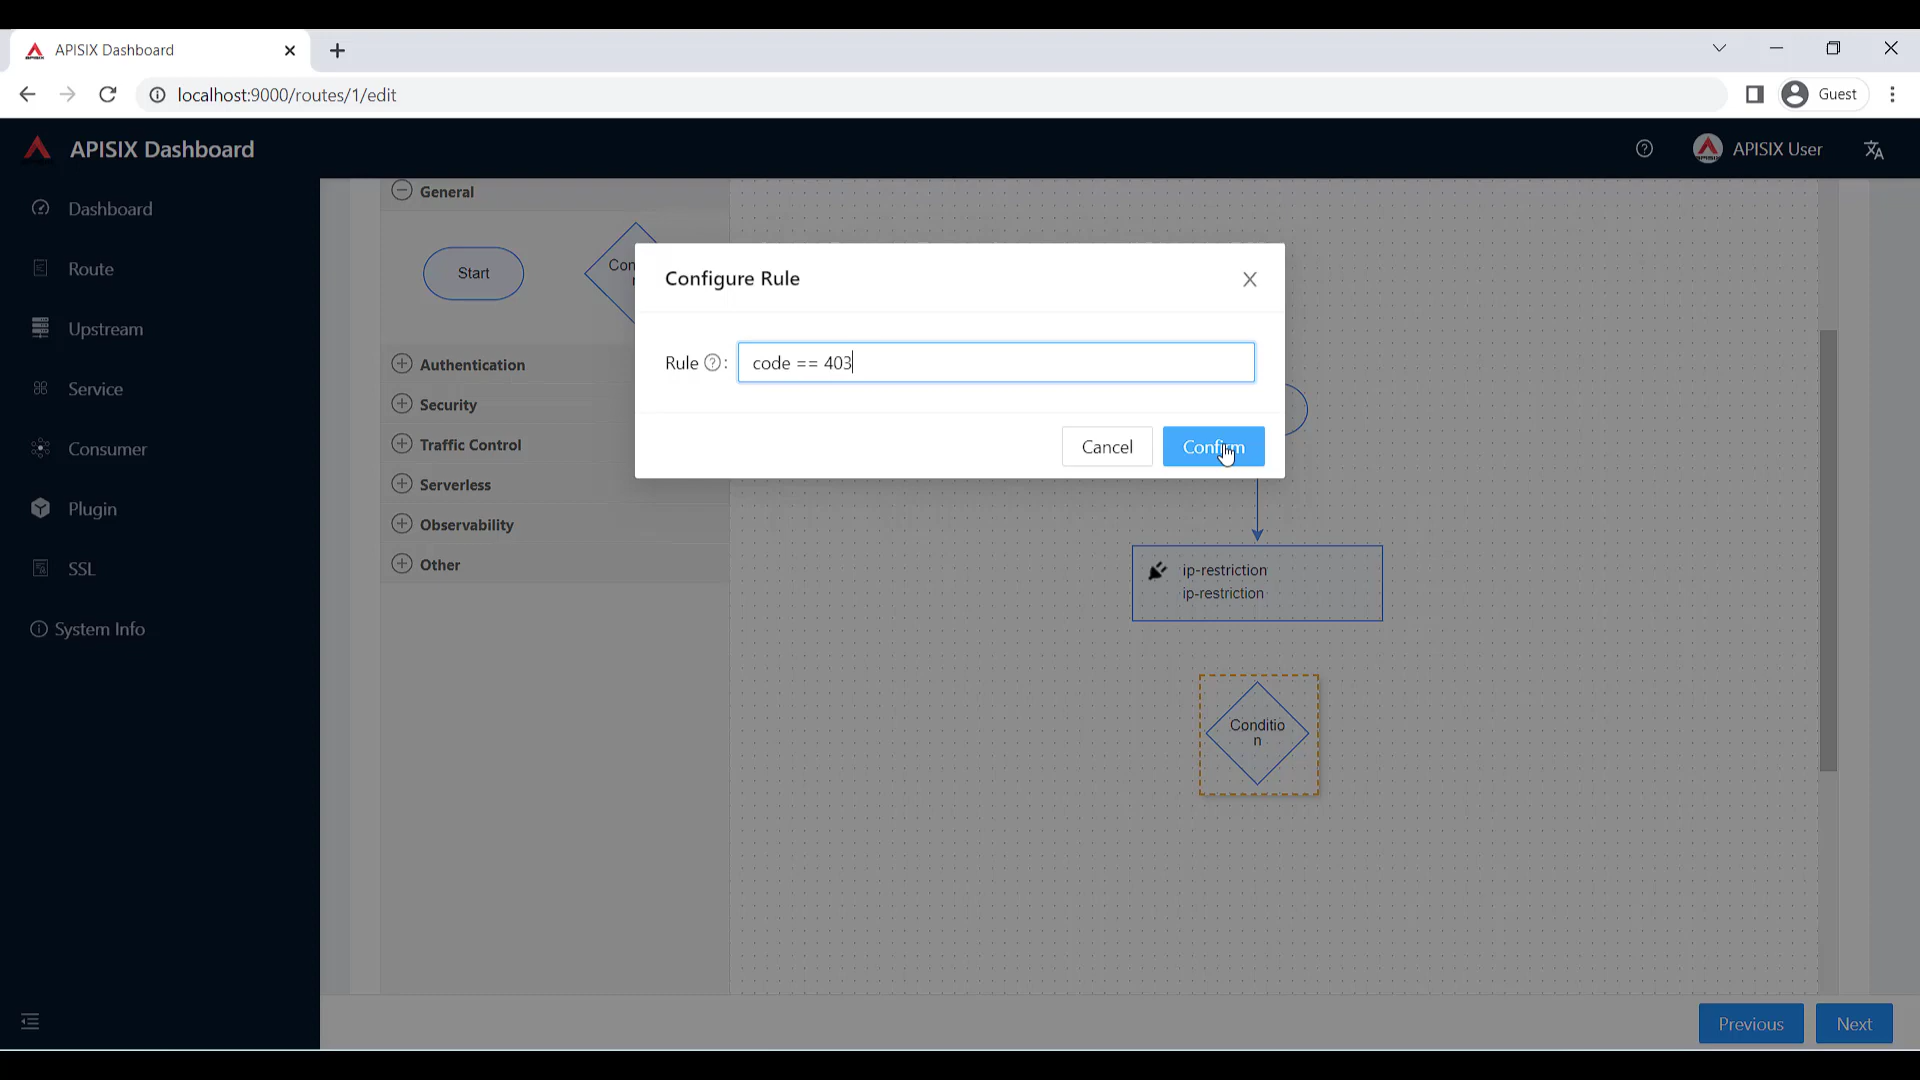 APISIX Dashboard
localhost:9000/routes/1/edit
Guest
APISIX Dashboard
APISIX User
Dashboard
Route
Upstream
Service
Consumer
Plugin
SSL
System Info
General
Start
Con
Authentication
Security
Traffic Control
Serverless
Observability
Other
Configure Rule
Rule ? :
code == 403
Cancel
Confirm
ip-restriction
ip-restriction
Conditio
n
Previous
Next